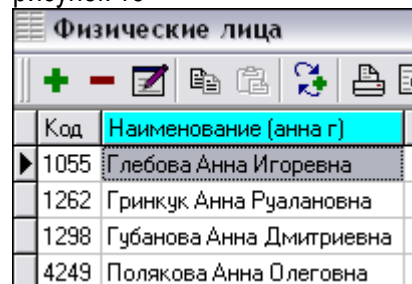 Физические лица
Код Наименование (анна г)
1055 Глебова Анна Игоревна
1262 Гринкук Анна Руалановна
1298 Губанова Анна Дмитриевна
4249 Полякова Анна Олеговна